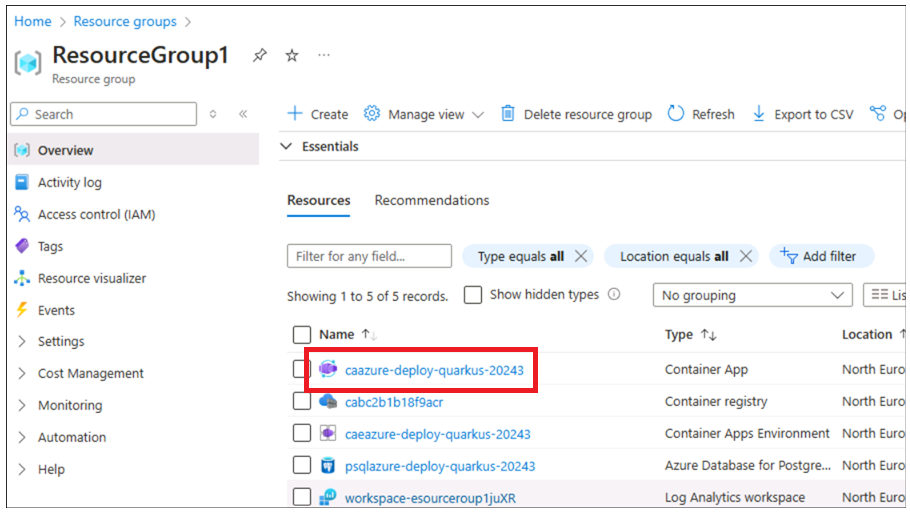 Home > Resource groups >
ResourceGroup1
Resource group
Search
Create Manage view Delete resource group Refresh Export to CSV
Essentials
Overview
Activity log
Access control (IAM)
Tags
Resource visualizer
Events
Settings
Cost Management
Monitoring
Automation
Help
Resources Recommendations
Filter for any field... Type equals all Location equals all Add filter
Showing 1 to 5 of 5 records. Show hidden types No grouping Lis
Name Type Location
caazure-deploy-quarkus-20243 Container App North Euro
cabc2b1b18f9acr Container registry North Euro
caeazure-deploy-quarkus-20243 Container Apps Environment North Euro
psqlazure-deploy-quarkus-20243 Azure Database for Postgre... North Euro
workspace-esourceroup1juXR Log Analytics workspace North Euro